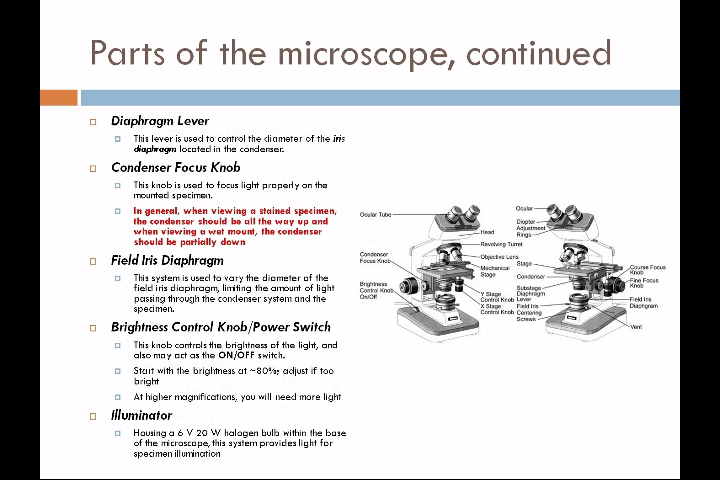 Parts of the microscope, continued
Diaphragm Lever
This lever is used to control the diameter of the iris
diaphragm located in the condenser.
Condenser Focus Knob
This knob is used to focus light properly on the
mounted specimen.
In general, when viewing a stained specimen,
the condenser should be all the way up and
when viewing a wet mount, the condenser
should be partially down
Field Iris Diaphragm
This system is used to vary the diameter of the
field iris diaphragm, limiting the amount of light
passing through the condenser system and the
specimen.
Brightness Control Knob/Power Switch
This knob controls the brightness of the light, and
also may act as the ON/OFF switch.
Start with the brightness at ~80%; adjust if too
bright
At higher magnifications, you will need more light
Illuminator
Housing a 6 V 20 W halogen bulb within the base
of the microscope, this system provides light for
specimen illumination
Ocular Tube
Head
Revolving Turret
Objective Lens
Condenser
Focus Knob
Mechanical
Stage
Brightness
Control Knob,
On/Off
Y Stage
Control Knob
X Stage
Control Knob
Ocular
Diopter
Adjustment
Rings
Stage
Condenser
Substage
Diaphragm
Lever
Field Iris
Centering
Screws
Course Focus
Knob
Fine Focus
Knob
Field Iris
Diaphgram
Vent